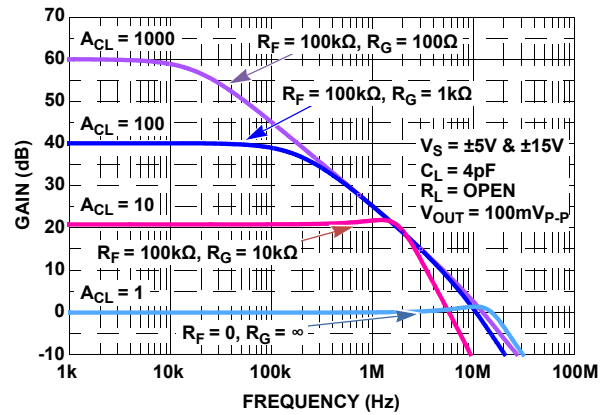 70
A_CL = 1000
60
R_F = 100kΩ, R_G = 100Ω
50
R_F = 100kΩ, R_G = 1kΩ
A_CL = 100
40
V_S = ±5V & ±15V
C_L = 4pF
R_L = OPEN
V_OUT = 100mV_P-P
30
GAIN (dB)
A_CL = 10
20
R_F = 100kΩ, R_G = 10kΩ
10
A_CL = 1
0
R_F = 0, R_G = ∞
-10
1k 10k 100k 1M 10M 100M
FREQUENCY (Hz)